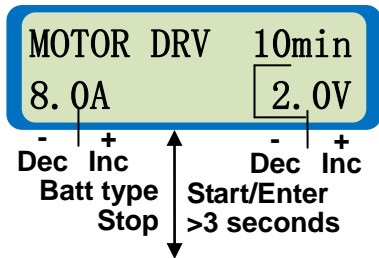 MOTOR DRV 10min
8.0A 2.0V
- + - +
Dec Inc Dec Inc
Batt type Start/Enter
Stop >3 seconds